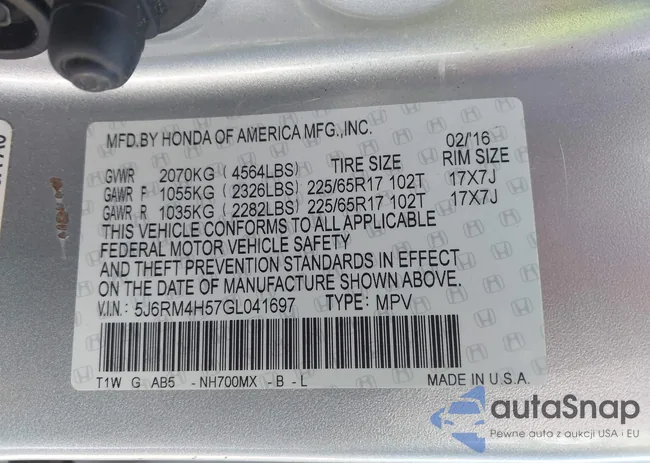 MFD.BY HONDA OF AMERICA MFG.,INC. 02/'16
GVWR 2070KG (4564LBS) TIRE SIZE RIM SIZE
GAWR F 1055KG (2326LBS) 225/65R17 102T 17X7J
GAWR R 1035KG (2282LBS) 225/65R17 102T 17X7J
THIS VEHICLE CONFORMS TO ALL APPLICABLE
FEDERAL MOTOR VEHICLE SAFETY
AND THEFT PREVENTION STANDARDS IN EFFECT
ON THE DATE OF MANUFACTURE SHOWN ABOVE.
V.I.N.: 5J6RM4H57GL041697 TYPE: MPV
T1W G AB5 -NH700MX -B -L MADE IN U.S.A.
autaSnap
Pewne auta z aukcji USA i EU